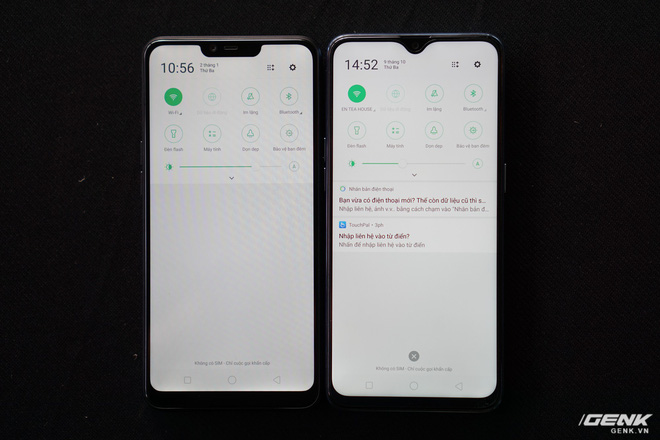 10:56
2 tháng 1
Thứ Ba
Wi-Fi
Im lặng
Bluetooth
Đèn flash
Máy tính
Dọn dẹp
Bảo vệ ban đêm
Không có SIM - Chỉ cuộc gọi khẩn cấp
14:52
9 tháng 10
Thứ Ba
EN TEA HOUSE
Im lặng
Bluetooth
Đèn flash
Máy tính
Dọn dẹp
Bảo vệ ban đêm
Nhân bản điện thoại
Bạn vừa có điện thoại mới? Thế còn dữ liệu cũ thì s...
Nhập liên hệ, ảnh v.v.. bằng cách chạm vào "Nhân bản đ...
TouchPal • 3ph
Nhập liên hệ vào từ điển?
Nhấn để nhập liên hệ vào từ điển
Không có SIM - Chỉ cuộc gọi khẩn cấp
GENK
GENK.VN